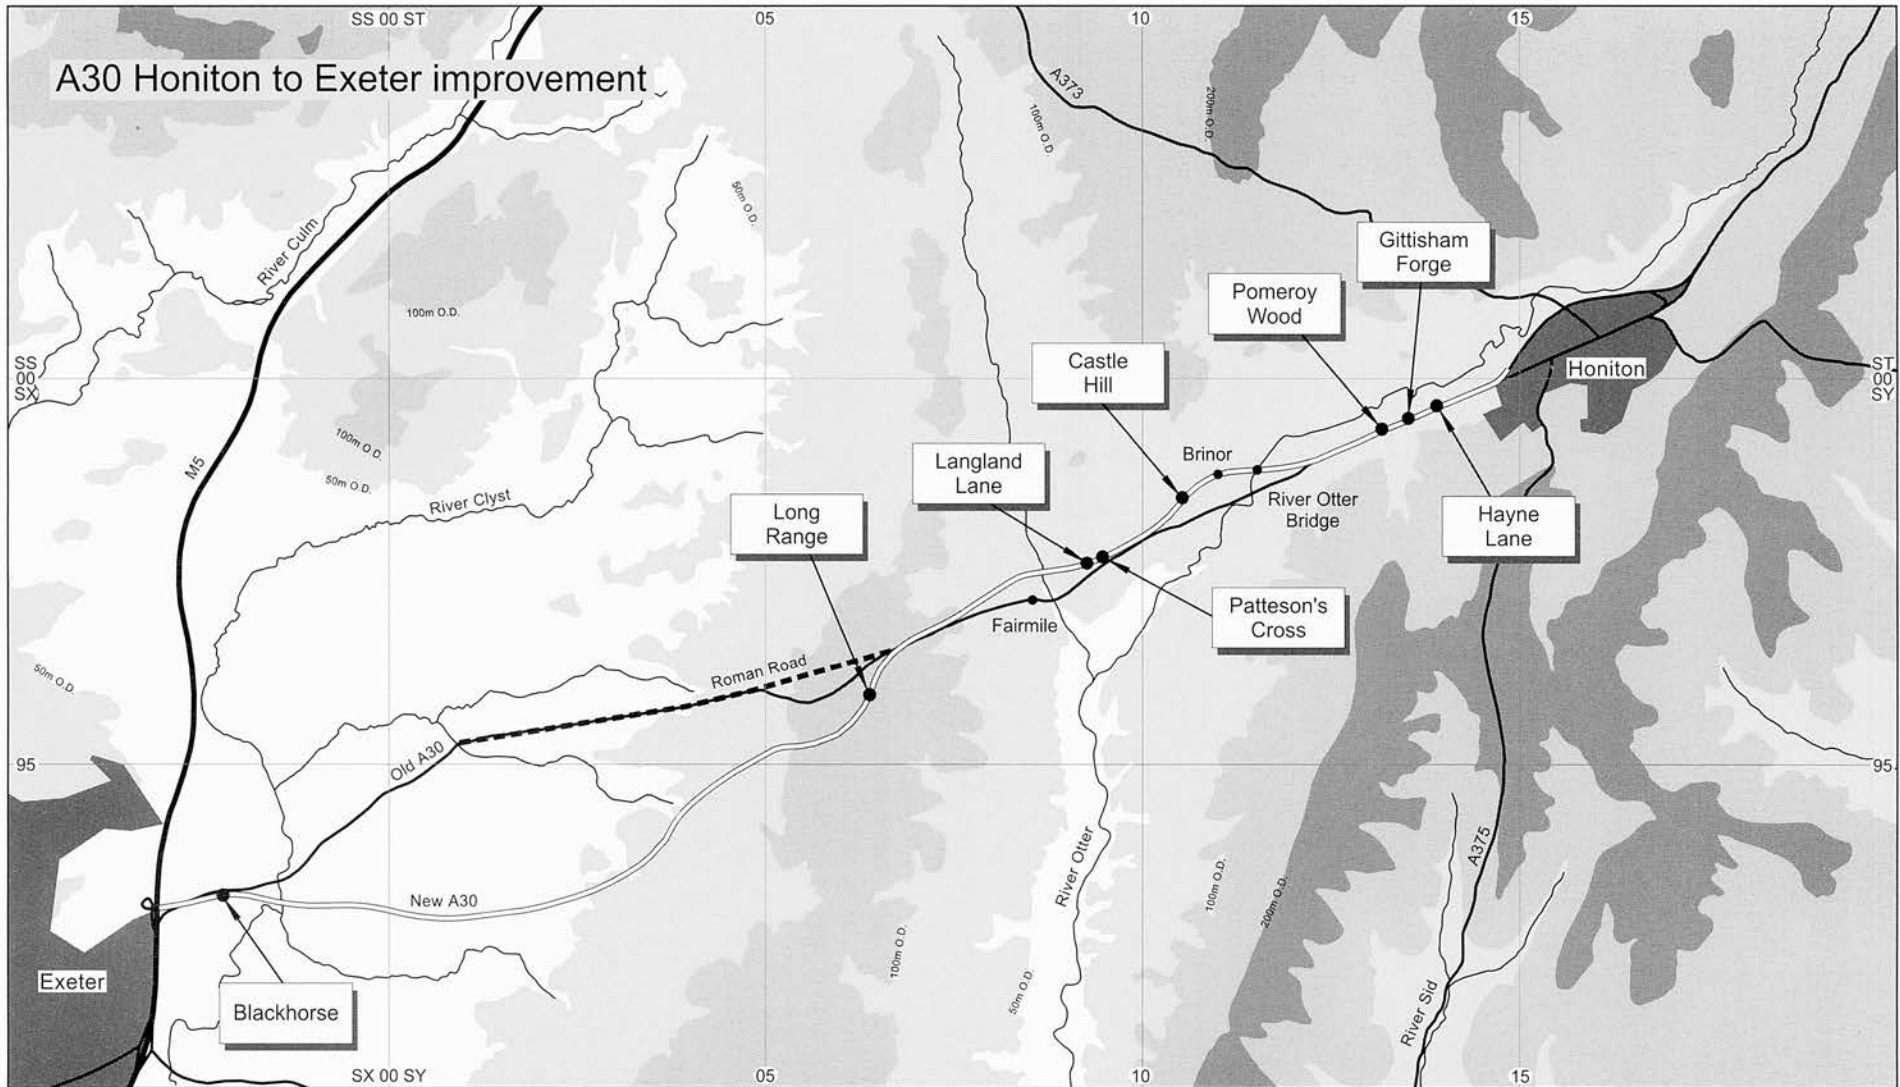 SS 00 ST
05
10
15
A30 Honiton to Exeter improvement
A373
200m O.D.
100m O.D.
50m O.D.
River Culm
100m O.D.
Gittisham
Forge
Pomeroy
Wood
Castle
Hill
Honiton
SS
00
SX
ST
00
SY
100m O.D.
50m O.D.
M5
River Clyst
Langland
Lane
Brinor
Long
Range
River Otter
Bridge
Hayne
Lane
Patteson's
Cross
Fairmile
50m O.D.
Roman Road
Old A30
95
95
New A30
River Otter
A375
100m O.D.
200m O.D.
100m O.D.
50m O.D.
River Sid
Exeter
Blackhorse
SX 00 SY
05
10
15